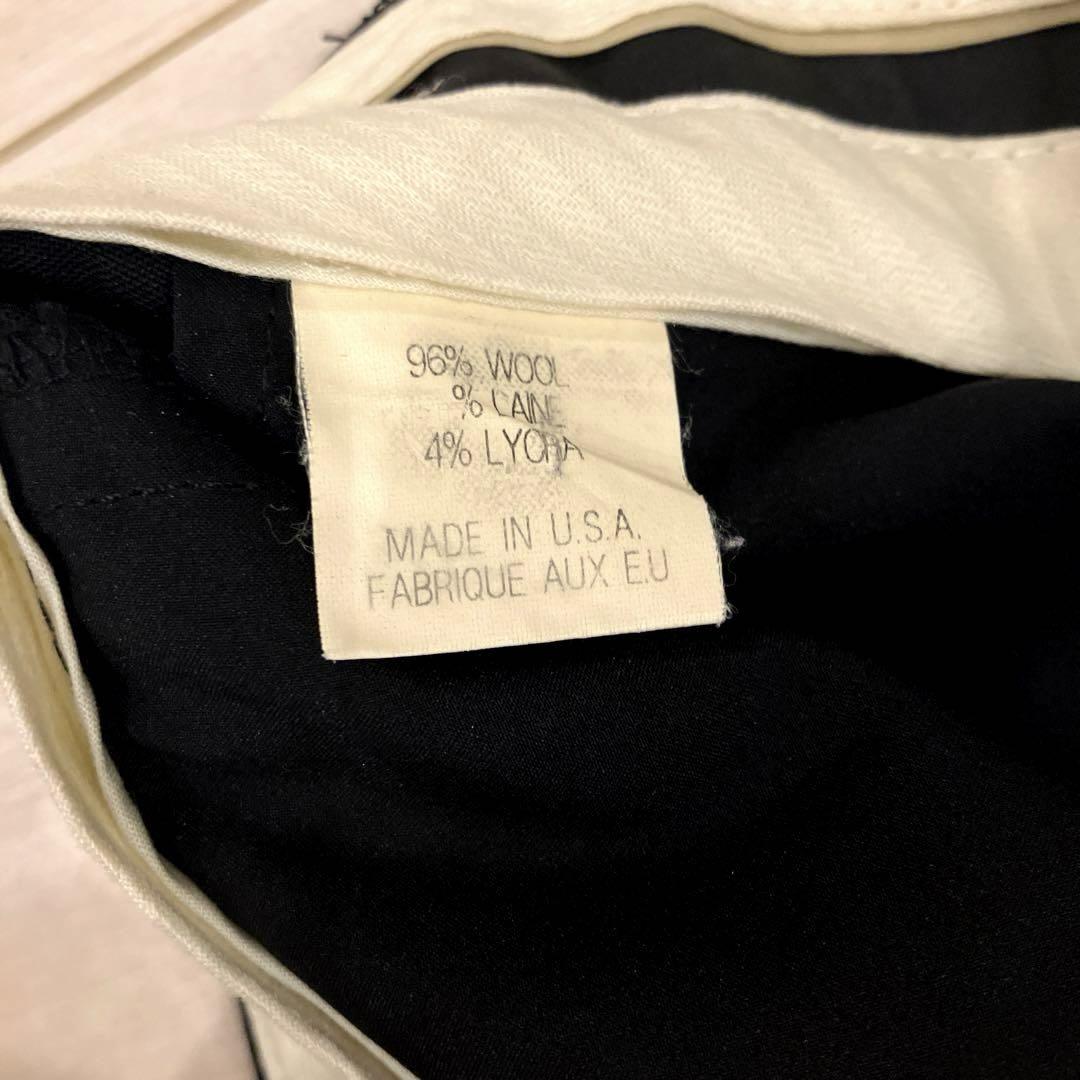 96% WOOL
% LAINE
4% LYCRA
MADE IN U.S.A.
FABRIQUE AUX E.U